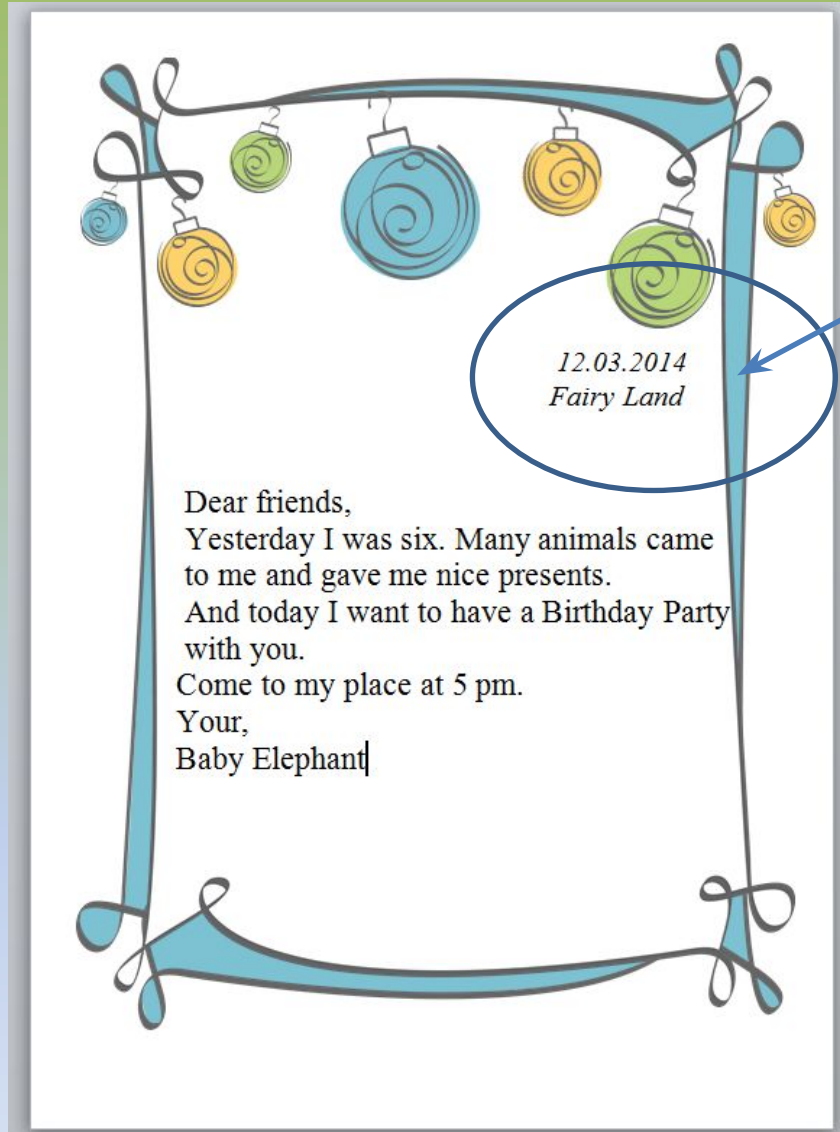 12.03.2014
Fairy Land
Dear friends,
Yesterday I was six. Many animals came
to me and gave me nice presents.
And today I want to have a Birthday Party
with you.
Come to my place at 5 pm.
Your,
Baby Elephant